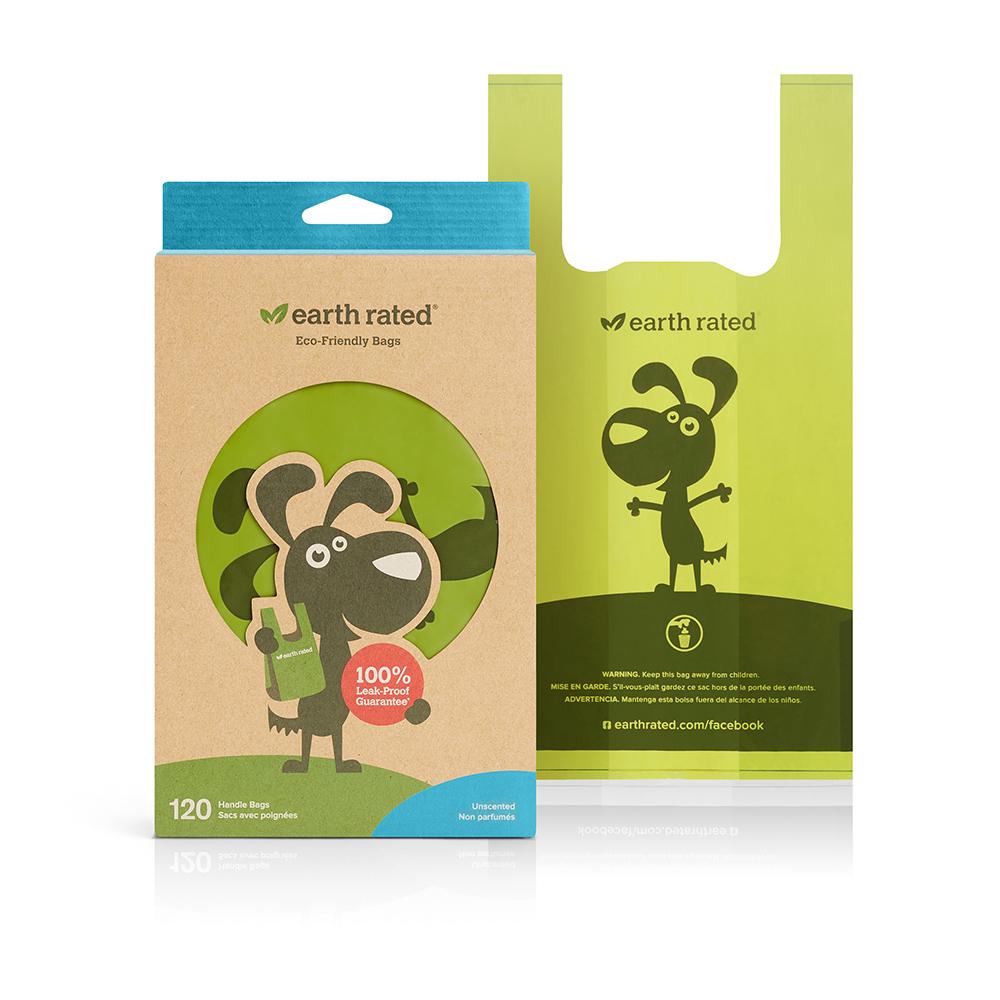 earth rated®
Eco-Friendly Bags
earth rated
100%
Leak-Proof
Guarantee*
120
Handle Bags
Sacs avec poignées
Unscented
Non parfumés
earth rated
WARNING. Keep this bag away from children.
MISE EN GARDE. S'il-vous-plaît gardez ce sac hors de la portée des enfants.
ADVERTENCIA. Mantenga esta bolsa fuera del alcance de los niños.
earthrated.com/facebook